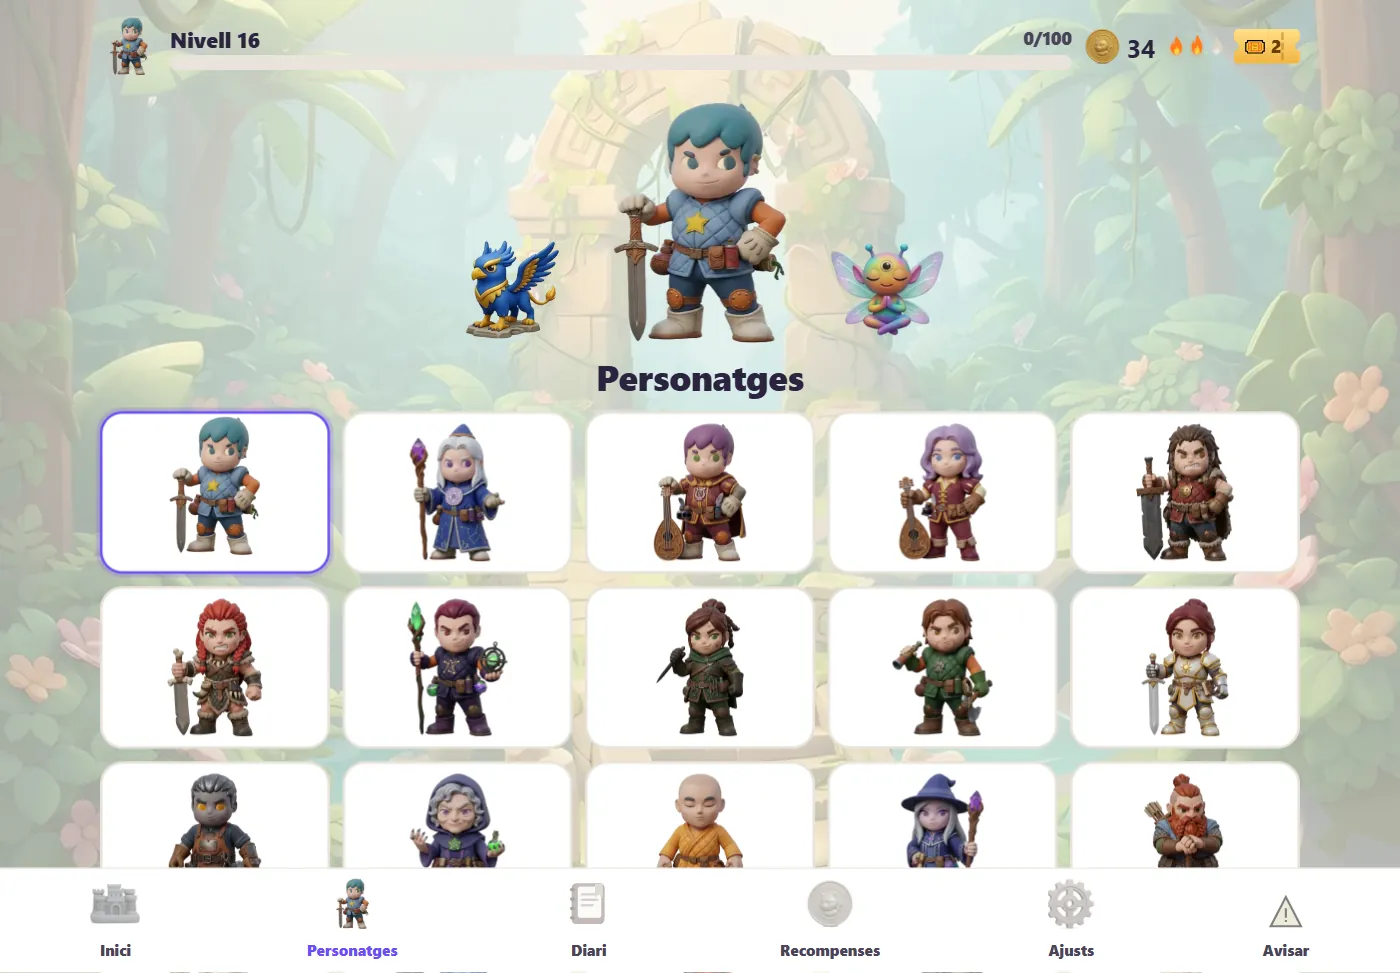 Nivell 16
0/100
34
2
Personatges
Inici
Personatges
Diari
Recompenses
Ajusts
Avisar